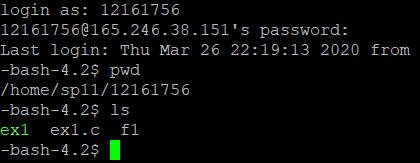 login as: 12161756
12161756@165.246.38.151's password:
Last login: Thu Mar 26 22:19:13 2020 from
-bash-4.2$ pwd
/home/sp11/12161756
-bash-4.2$ ls
ex1  ex1.c  f1
-bash-4.2$